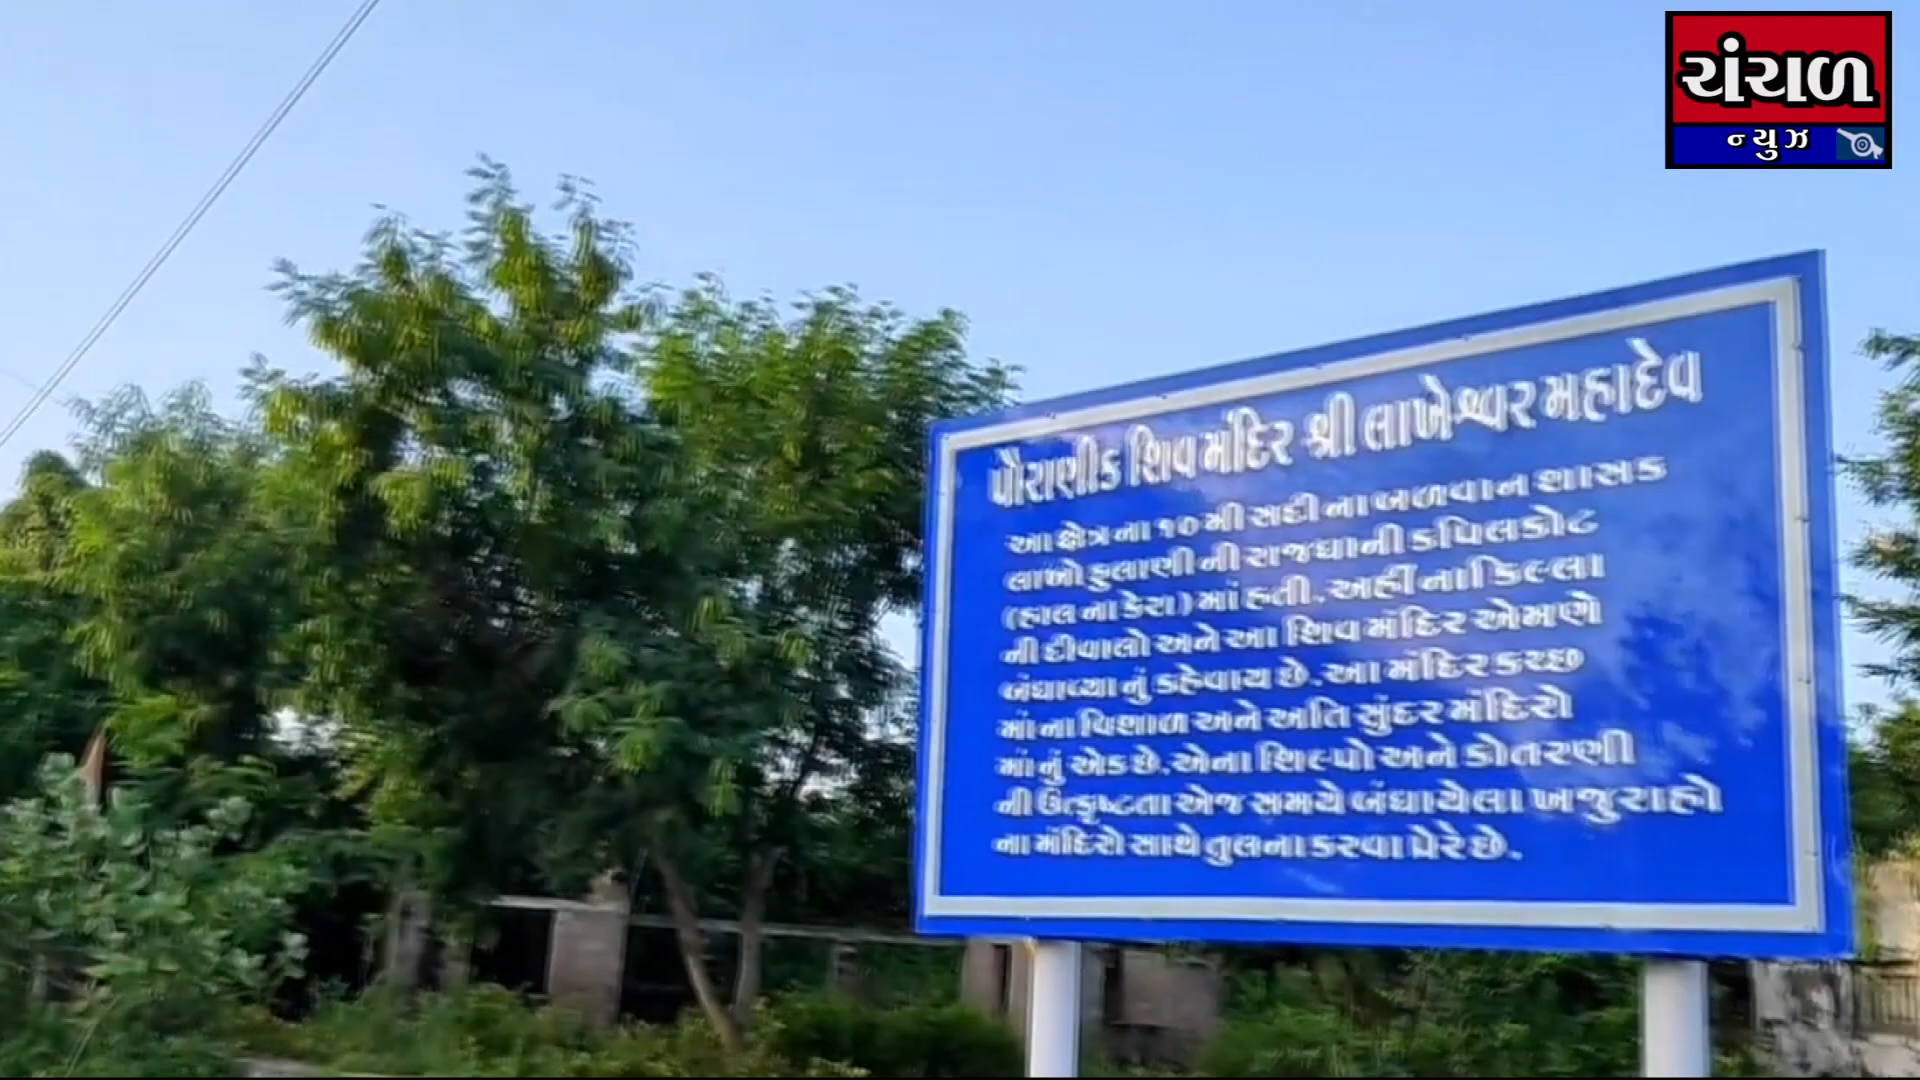 ચંચળ
ન્યુઝ
પોરાણીક શિવ મંદિર શ્રી લાખેશ્વર મહાદેવ
આ ક્ષેત્ર ના ૧૦ મી સદી ના બળવાન શાસક
લાખો ફુલાણી ની રાજધાની કપિલકોટ
(હાલ ના કેરા) માં હતી. અહીં ના કિલ્લા
ની દીવાલો અને આ શિવ મંદિર એમણે
બંધાવ્યા નું કહેવાય છે. આ મંદિર કચ્છ
માં ના વિશાળ અને અતિ સુંદર મંદિરો
માં નું એક છે. એના શિલ્પો અને કોતરણી
ની ઉત્કૃષ્ટતા એજ સમયે બંધાયેલા ખજુરાહો
ના મંદિરો સાથે તુલના કરવા પ્રેરે છે.